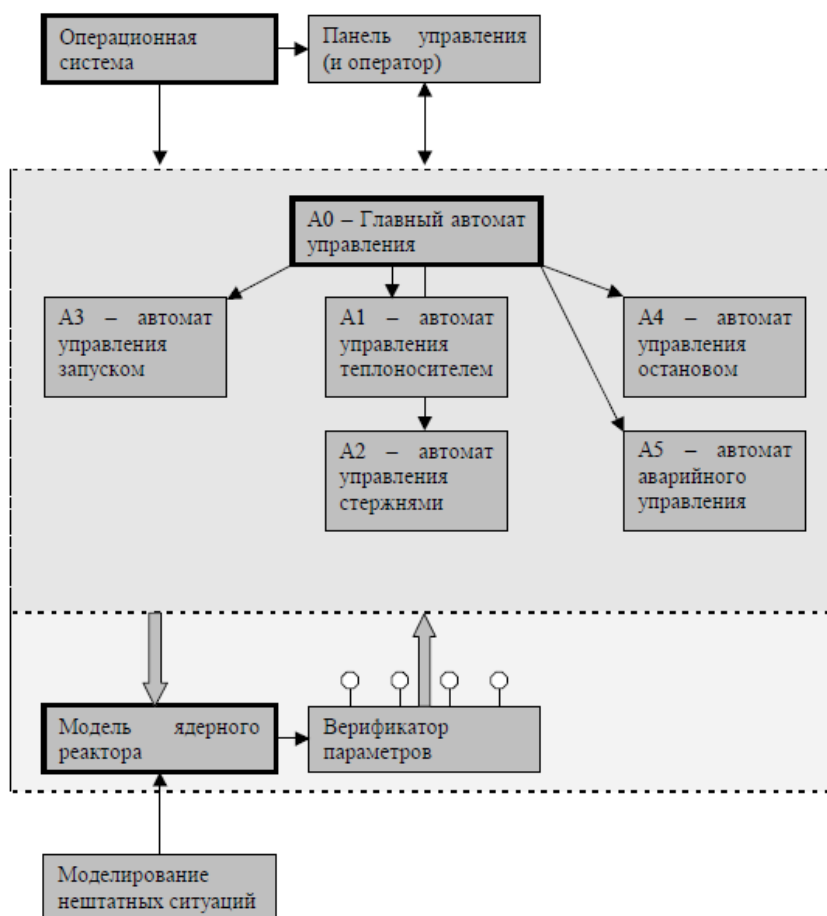 Операционная
система
Панель управления
(и оператор)
А0 – Главный автомат
управления
А3 – автомат
управления
запуском
А1 – автомат
управления
теплоносителем
А4 – автомат
управления
остановом
А2 – автомат
управления
стержнями
А5 – автомат
аварийного
управления
Модель ядерного
реактора
Верификатор
параметров
Моделирование
нештатных ситуаций